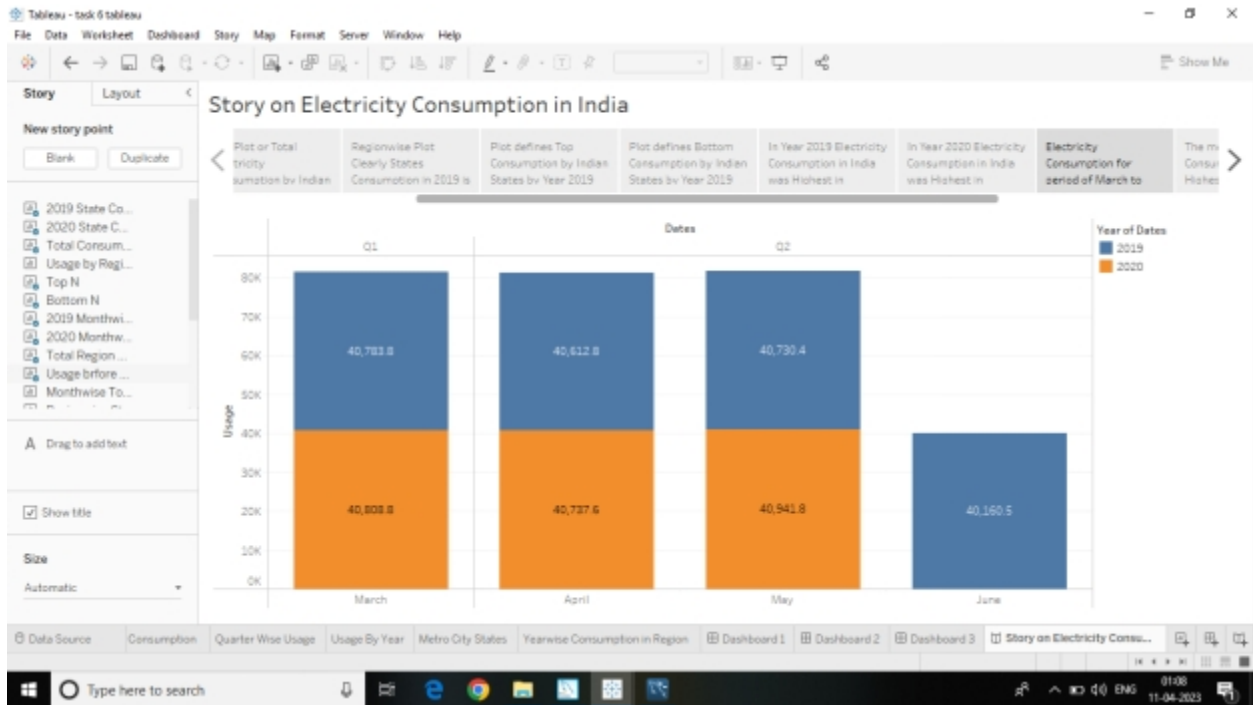 Tableau - task 6 tableau
File Data Worksheet Dashboard Story Map Format Server Window Help
Show Me
Story Layout
New story point
Blank Duplicate
2019 State Co...
2020 State C...
Total Consum...
Usage by Regi...
Top N
Bottom N
2019 Monthwi...
2020 Monthw...
Total Region ...
Usage brfore ...
Monthwise To...
A Drag to add text
Show title
Size
Automatic
Story on Electricity Consumption in India
Plot or Total
tricity
sumption by Indian
Regionwise Plot
Clearly States
Consumption in 2019 is
Plot defines Top
Consumption by Indian
States by Year 2019
Plot defines Bottom
Consumption by Indian
States by Year 2019
In Year 2019 Electricity
Consumption in India
was Highest in
In Year 2020 Electricity
Consumption in India
was Highest in
Electricity
Consumption for
period of March to
The m
Consu
Highes
Dates
Q1 Q2
Usage
80K
70K
60K
50K
40K
30K
20K
10K
0K
40,783.8 40,612.8 40,730.4
40,808.8 40,737.6 40,941.8 40,160.5
March April May June
Year of Dates
2019
2020
Data Source Consumption Quarter Wise Usage Usage By Year Metro City States Yearwise Consumption in Region Dashboard 1 Dashboard 2 Dashboard 3 Story on Electricity Consu...
Type here to search
ENG
01:08
11-04-2023